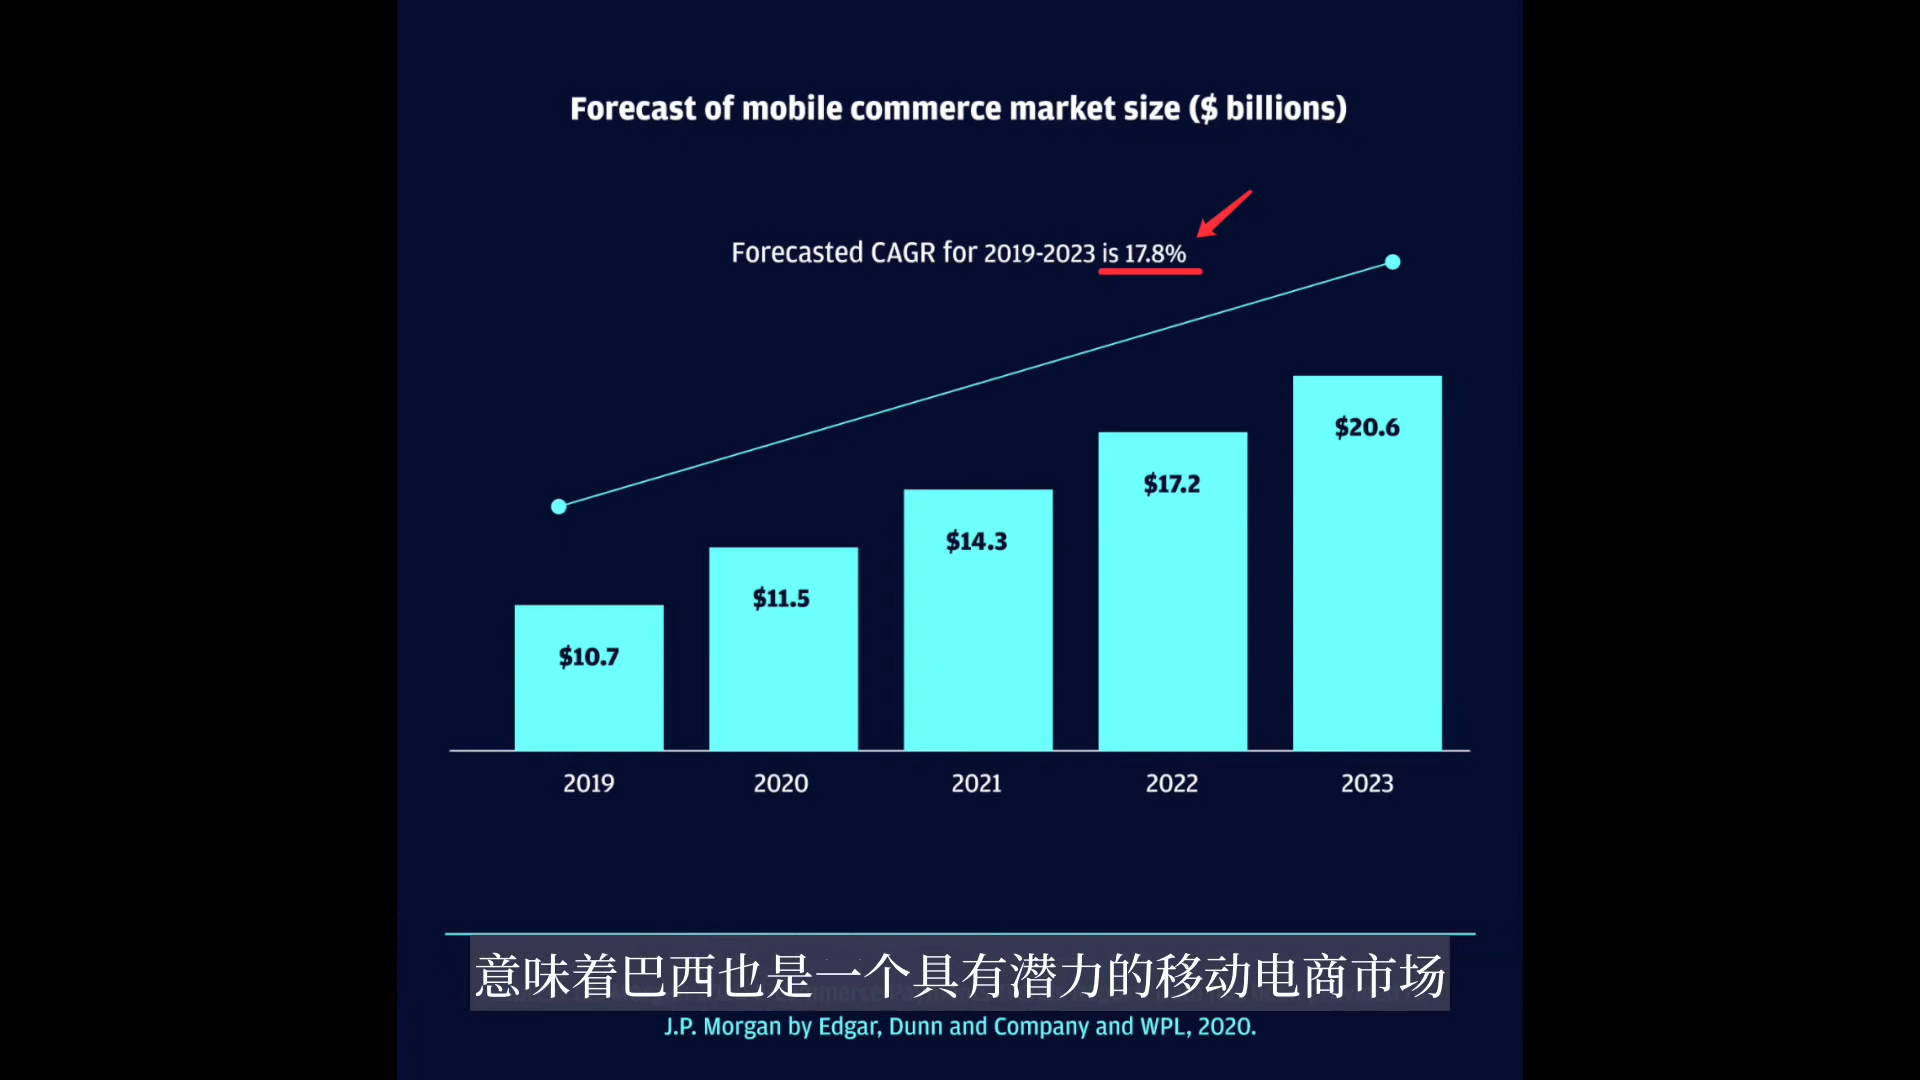 Forecast of mobile commerce market size ($ billions)
Forecasted CAGR for 2019-2023 is 17.8%
$20.6
$17.2
$14.3
$11.5
$10.7
2019 2020 2021 2022 2023
意味着巴西也是一个具有潜力的移动电商市场
J.P. Morgan by Edgar, Dunn and Company and WPL, 2020.